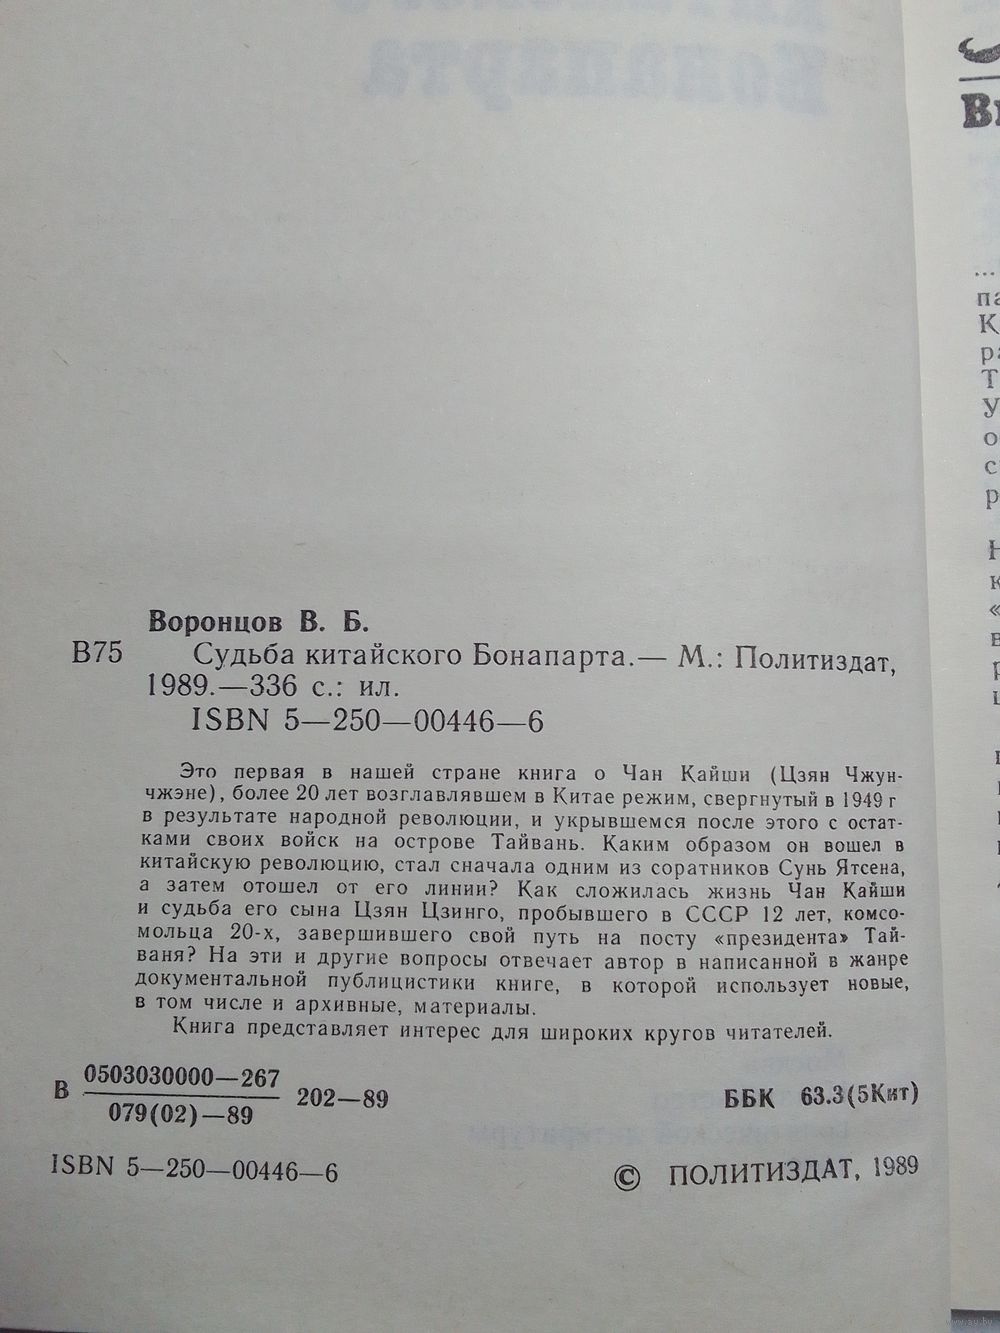 Воронцов В. Б.
В75 Судьба китайского Бонапарта.— М.: Политиздат,
1989.—336 с.: ил.
ISBN 5—250—00446—6
Это первая в нашей стране книга о Чан Кайши (Цзян Чжун-
чжэне), более 20 лет возглавлявшем в Китае режим, свергнутый в 1949 г
в результате народной революции, и укрывшемся после этого с остат-
ками своих войск на острове Тайвань. Каким образом он вошел в
китайскую революцию, стал сначала одним из соратников Сунь Ятсена,
а затем отошел от его линии? Как сложилась жизнь Чан Кайши
и судьба его сына Цзян Цзинго, пробывшего в СССР 12 лет, комсо-
мольца 20-х, завершившего свой путь на посту «президента» Тай-
ваня? На эти и другие вопросы отвечает автор в написанной в жанре
документальной публицистики книге, в которой использует новые,
в том числе и архивные, материалы.
Книга представляет интерес для широких кругов читателей.
В 0503030000—267
079(02)—89
202—89
ББК 63.3(5Кит)
ISBN 5—250—00446—6
© ПОЛИТИЗДАТ, 1989
www.ay.by